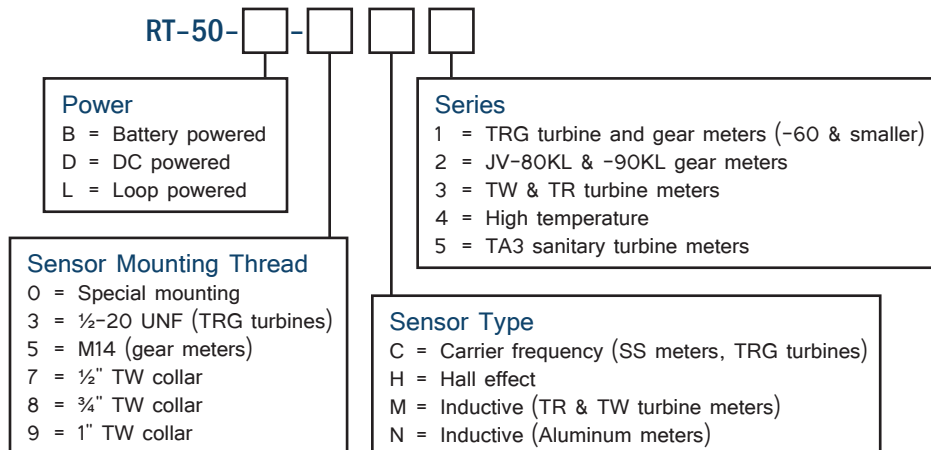 RT-50- -
Power
B = Battery powered
D = DC powered
L = Loop powered
Series
1 = TRG turbine and gear meters (-60 & smaller)
2 = JV-80KL & -90KL gear meters
3 = TW & TR turbine meters
4 = High temperature
5 = TA3 sanitary turbine meters
Sensor Mounting Thread
0 = Special mounting
3 = ½-20 UNF (TRG turbines)
5 = M14 (gear meters)
7 = ½" TW collar
8 = ¾" TW collar
9 = 1" TW collar
Sensor Type
C = Carrier frequency (SS meters, TRG turbines)
H = Hall effect
M = Inductive (TR & TW turbine meters)
N = Inductive (Aluminum meters)